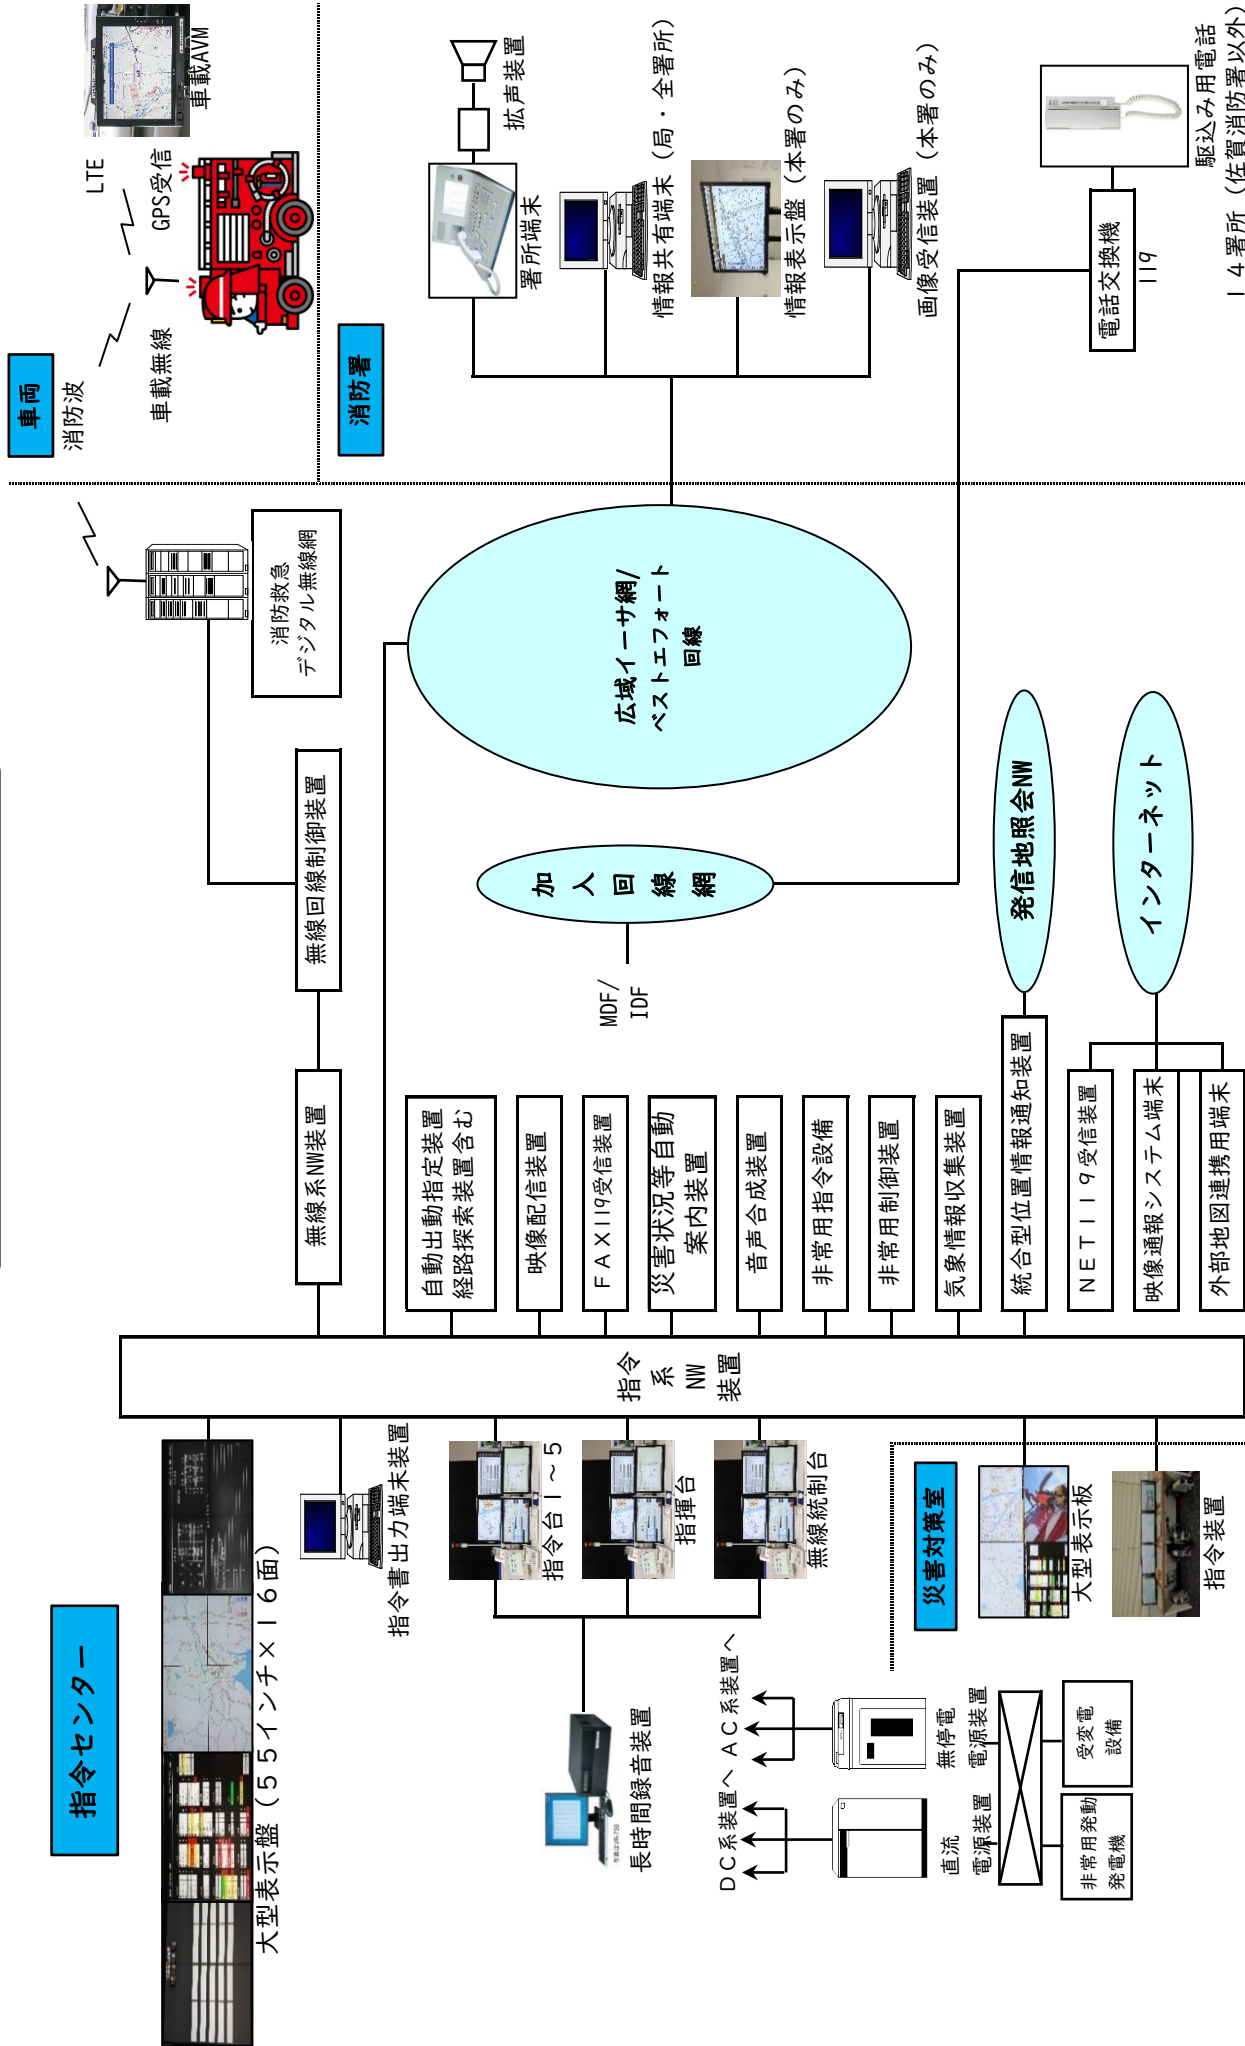 指令センター
大型表示盤（５５インチ×１６面）
指令書出力端末装置
指令台１～５
指揮台
無線統制台
長時間録音装置
DC系装置へ
AC系装置へ
直流
電源装置
無停電
電源装置
非常用発動
発電機
受変電
設備
災害対策室
大型表示板
指令装置
指令
系
NW
装置
無線系NW装置
無線回線制御装置
消防救急
デジタル無線網
自動出動指定装置
経路探索装置含む
映像配信装置
ＦＡＸ119受信装置
災害状況等自動
案内装置
音声合成装置
非常用指令設備
非常用制御装置
気象情報収集装置
統合型位置情報通知装置
ＮＥＴ１１９受信装置
映像通報システム端末
外部地図連携用端末
MDF/
IDF
加入回線網
広域イーサ網/
ベストエフォート
回線
発信地照会NW
インターネット
車両
消防波
車載無線
LTE
GPS受信
車載AVM
消防署
署所端末
拡声装置
情報共有端末（局・全署所）
情報表示盤（本署のみ）
画像受信装置（本署のみ）
電話交換機
119
駆込み用電話
１４署所（佐賀消防署以外）